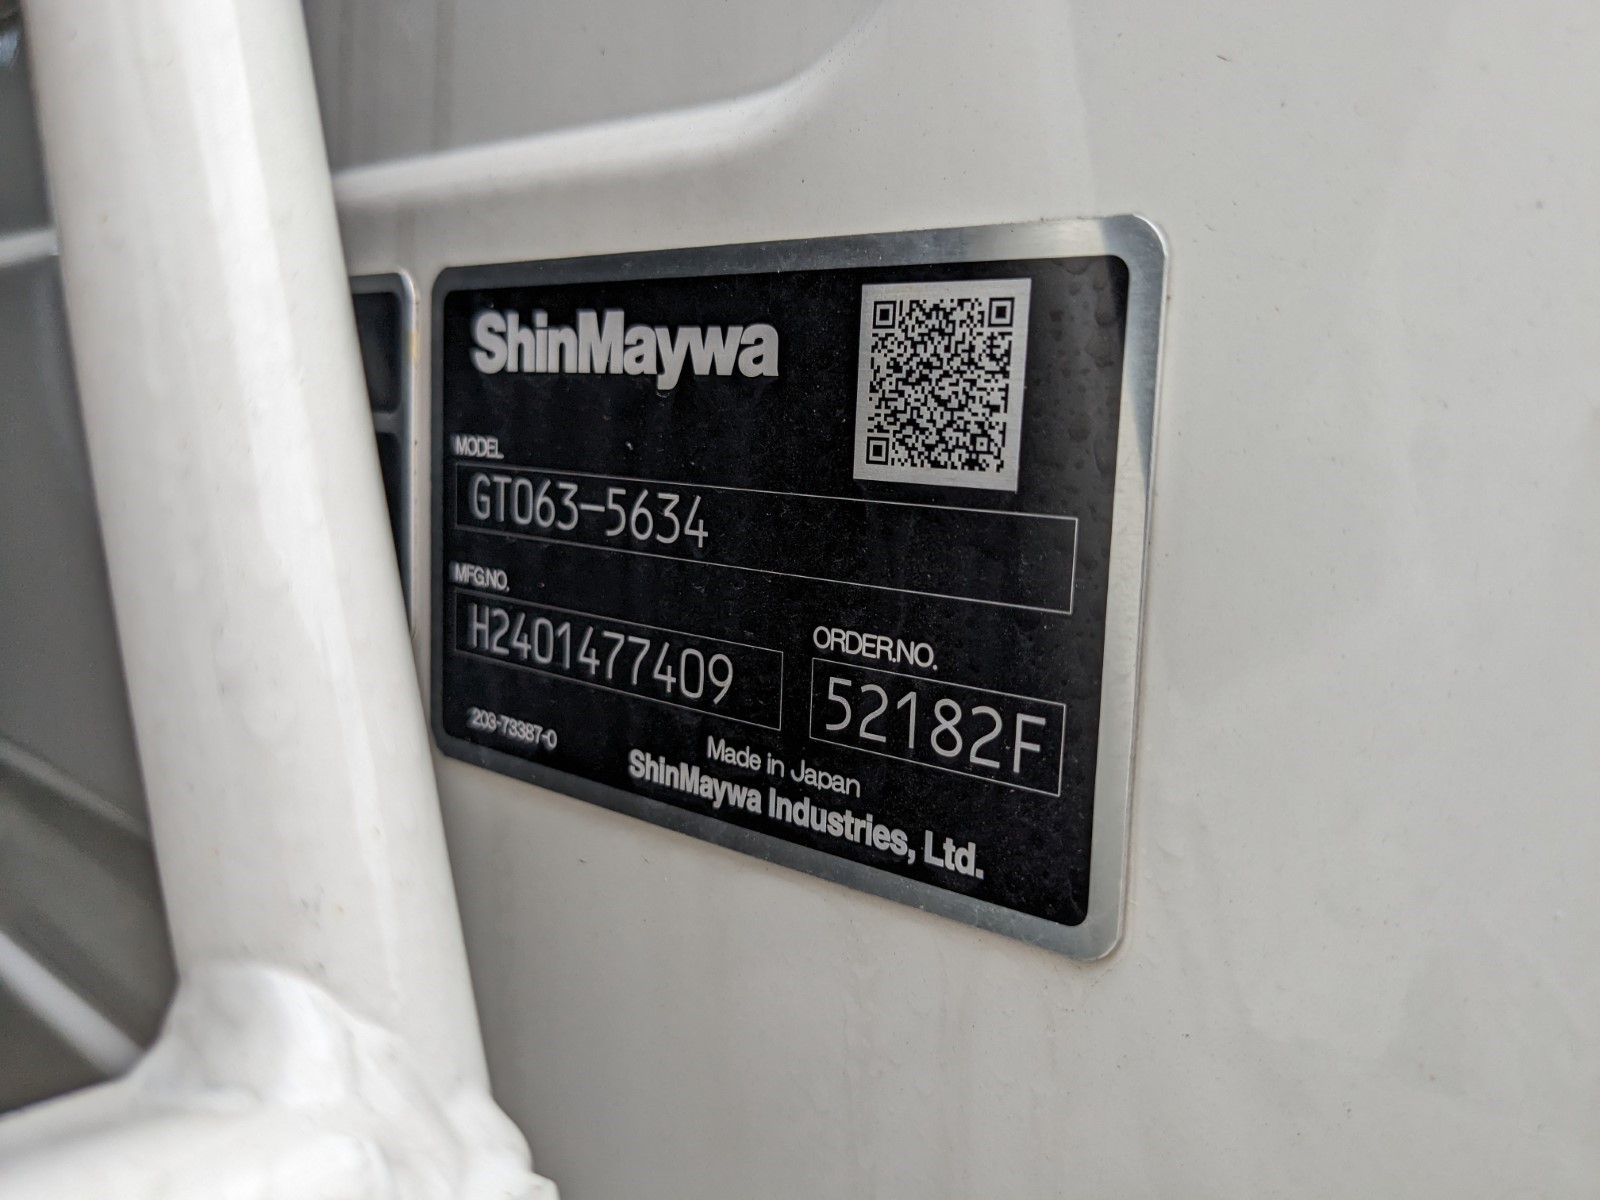 ShinMaywa
MODEL
GT063-5634
MFG.NO.
H2401477409
ORDER.NO.
52182F
203-73387-0
Made in Japan
ShinMaywa Industries, Ltd.